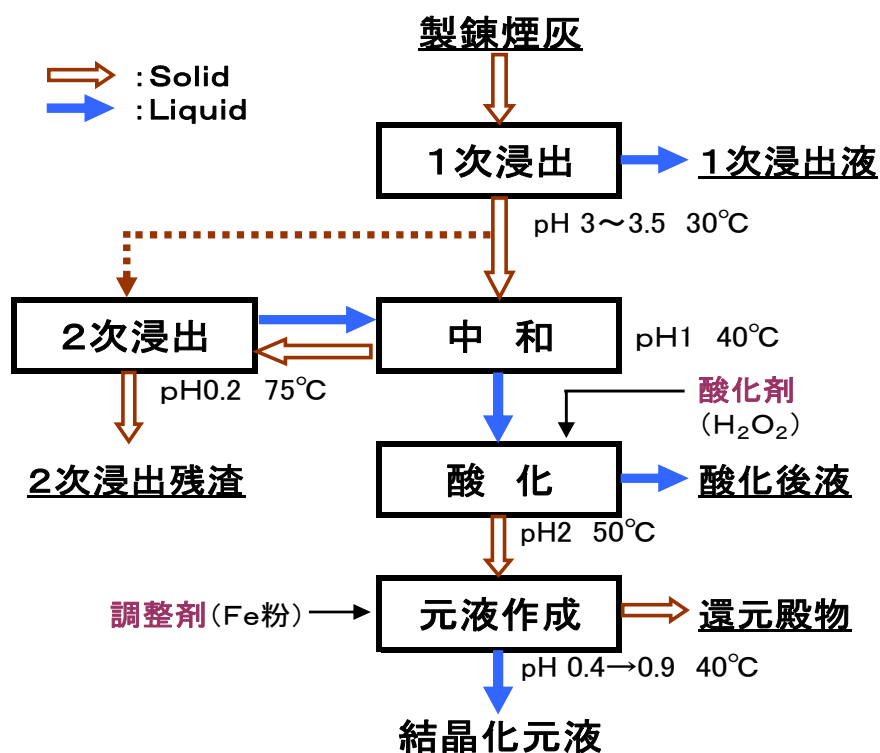 製錬煙灰
:Solid
:Liquid
1次浸出
1次浸出液
pH 3～3.5 30℃
2次浸出
中 和
pH1 40℃
pH0.2 75℃
酸化剤
(H₂O₂)
2次浸出残渣
酸 化
酸化後液
pH2 50℃
調整剤(Fe粉)
元液作成
還元殿物
pH 0.4→0.9 40℃
結晶化元液